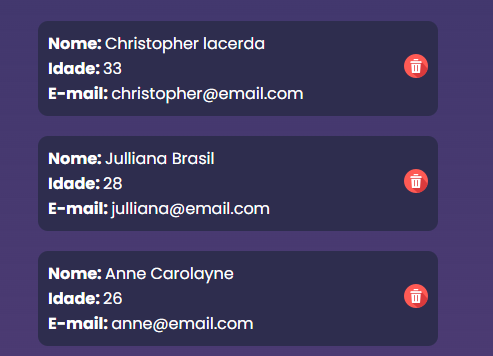 Nome: Christopher lacerda
Idade: 33
E-mail: christopher@email.com
Nome: Julliana Brasil
Idade: 28
E-mail: julliana@email.com
Nome: Anne Carolayne
Idade: 26
E-mail: anne@email.com